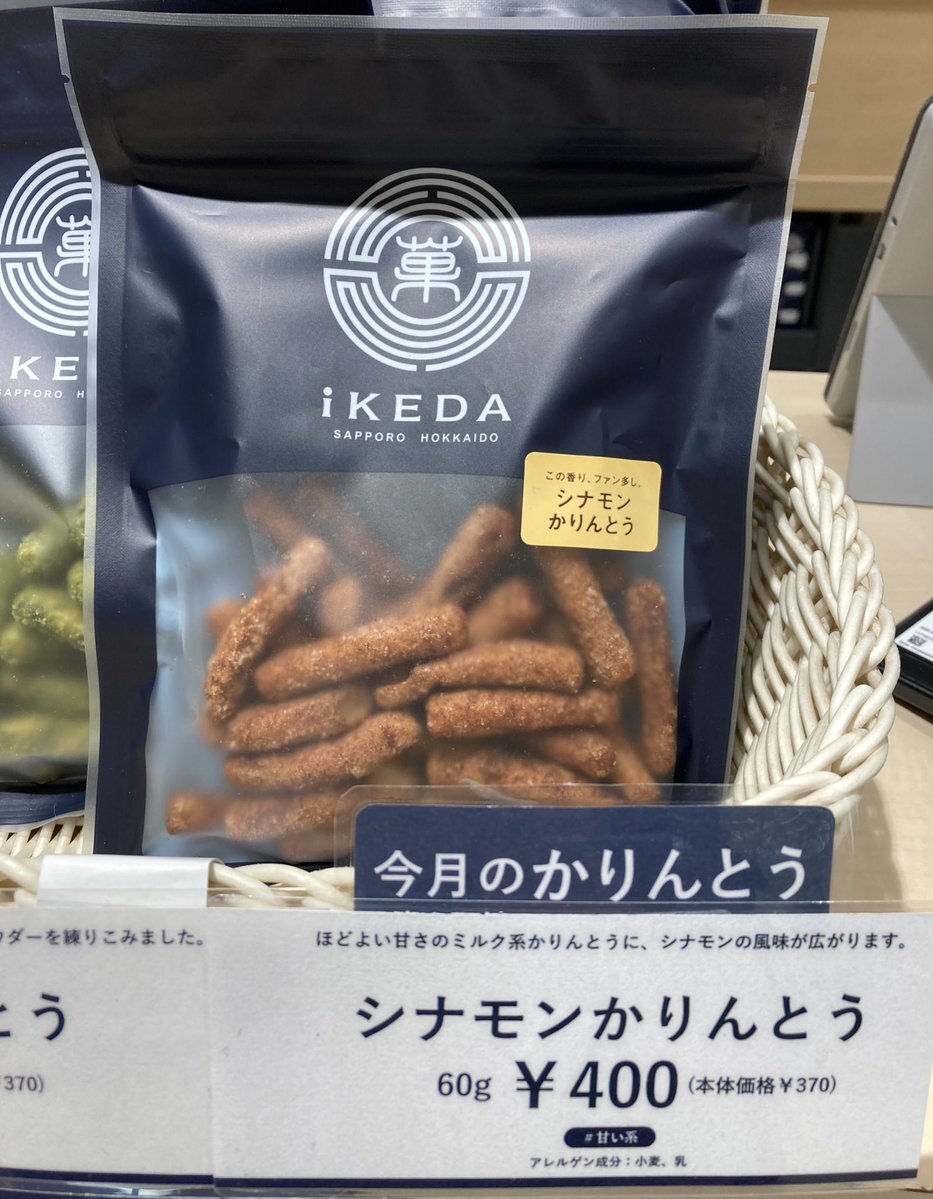 菓
iKEDA
SAPPORO HOKKAIDO
この香り、ファン多し。
シナモン
かりんとう
KE
SAPPORO H
今月のかりんとう
ダーを練りこみました。
とう
370)
ほどよい甘さのミルク系かりんとうに、シナモンの風味が広がります。
シナモンかりんとう
60g ¥400 (本体価格¥370)
#甘い系
アレルゲン成分:小麦、乳